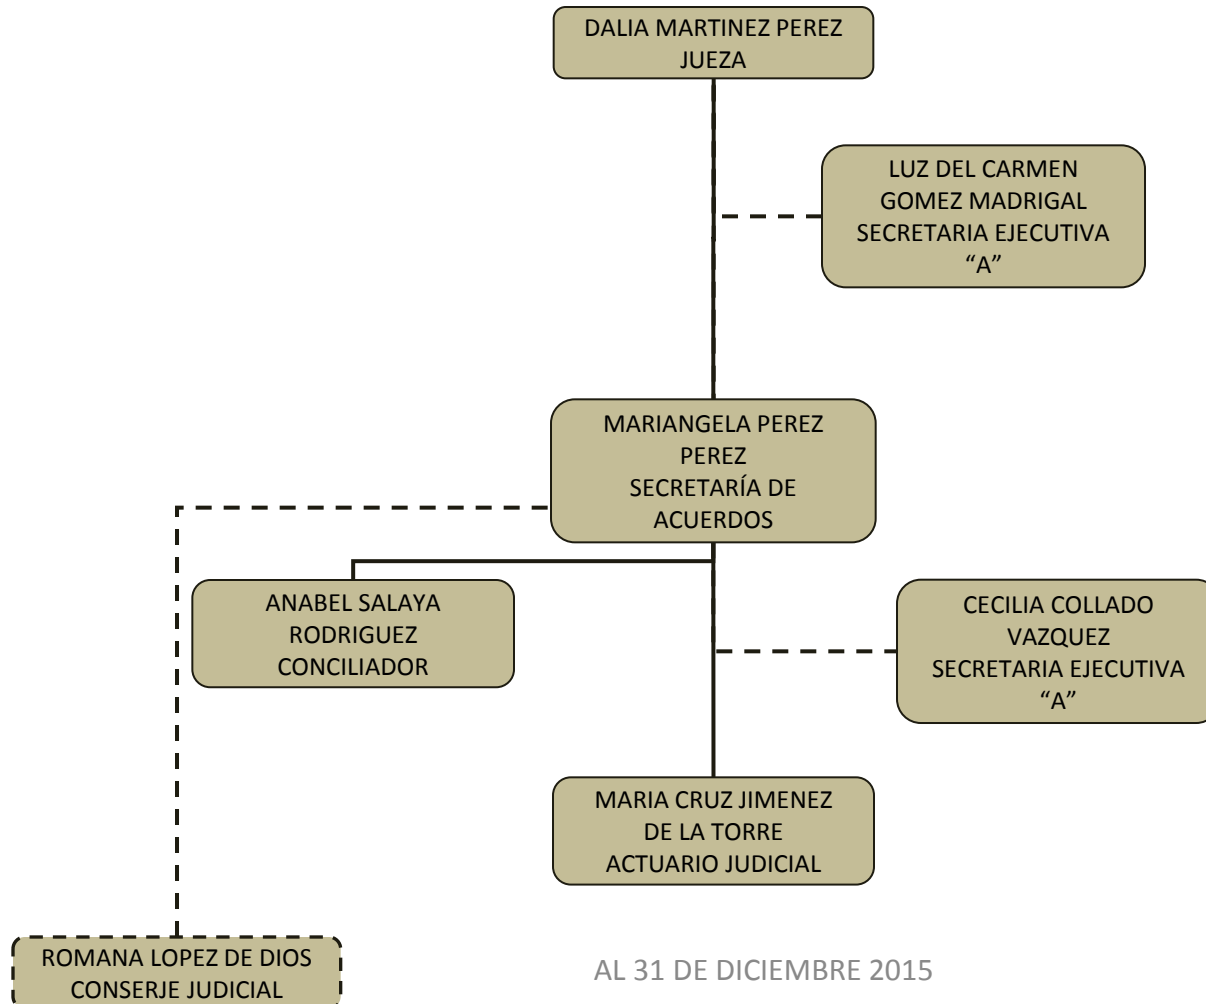 DALIA MARTINEZ PEREZ
JUEZA
LUZ DEL CARMEN
GOMEZ MADRIGAL
SECRETARIA EJECUTIVA
“A”
MARIANGELA PEREZ
PEREZ
SECRETARÍA DE
ACUERDOS
ANABEL SALAYA
RODRIGUEZ
CONCILIADOR
CECILIA COLLADO
VAZQUEZ
SECRETARIA EJECUTIVA
“A”
MARIA CRUZ JIMENEZ
DE LA TORRE
ACTUARIO JUDICIAL
ROMANA LOPEZ DE DIOS
CONSERJE JUDICIAL
AL 31 DE DICIEMBRE 2015